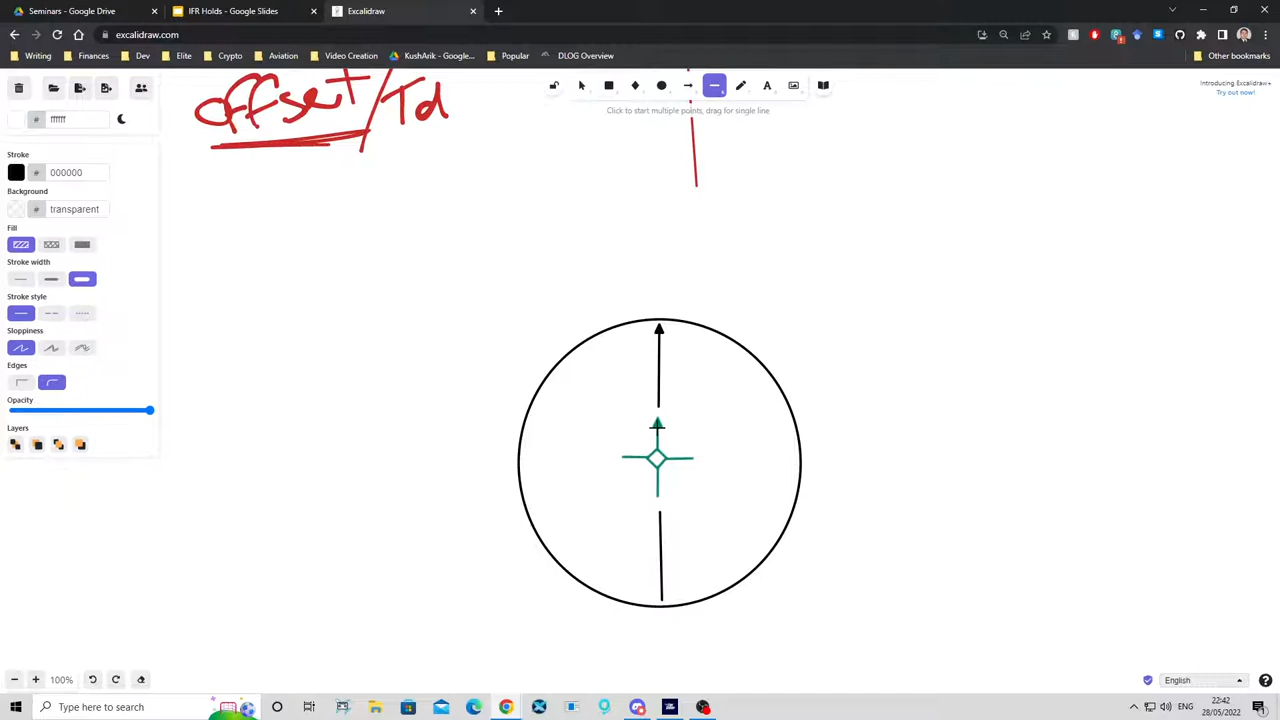 Seminars - Google Drive
IFR Holds - Google Slides
Excalidraw
excalidraw.com
Writing
Finances
Dev
Elite
Crypto
Aviation
Video Creation
KushArik - Google...
Popular
DLOG Overview
Other bookmarks
offset/Td
Click to start multiple points, drag for single line
Introducing Excalidraw+
Try out now!
# ffffff
Stroke
# 000000
Background
# transparent
Fill
Stroke width
Stroke style
Sloppiness
Edges
Opacity
Layers
100%
English
Type here to search
ENG
22:42
28/05/2022